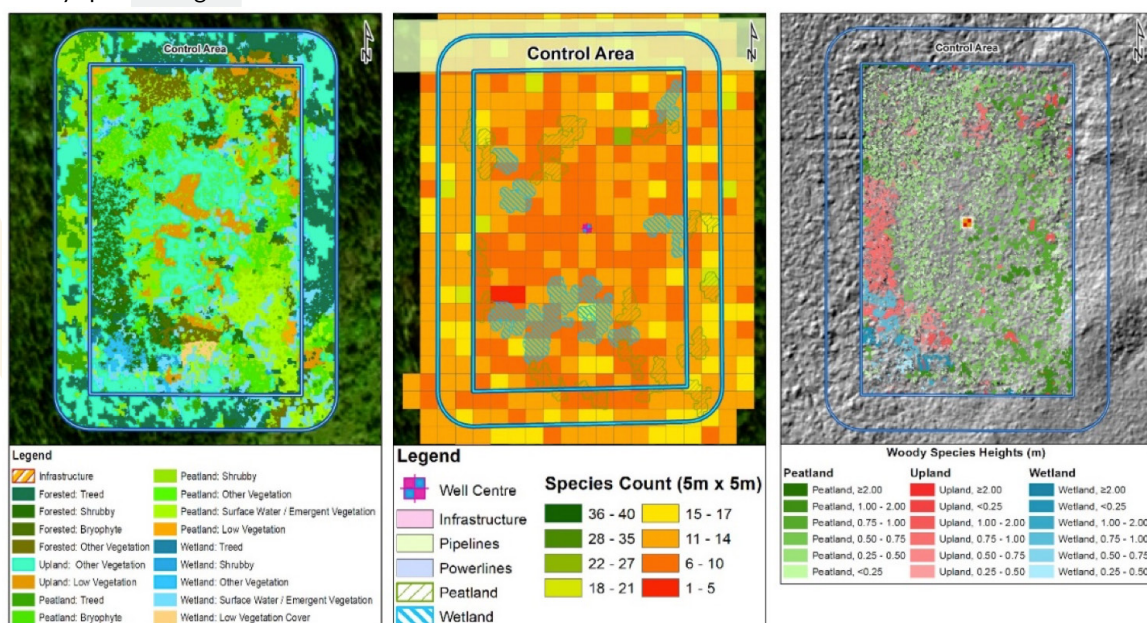 Control Area
N
Control Area
N
Control Area
N
Legend
Infrastructure
Forested: Treed
Forested: Shrubby
Forested: Bryophyte
Forested: Other Vegetation
Upland: Other Vegetation
Upland: Low Vegetation
Peatland: Treed
Peatland: Bryophyte
Peatland: Shrubby
Peatland: Other Vegetation
Peatland: Surface Water / Emergent Vegetation
Peatland: Low Vegetation
Wetland: Treed
Wetland: Shrubby
Wetland: Other Vegetation
Wetland: Surface Water / Emergent Vegetation
Wetland: Low Vegetation Cover
Legend
Well Centre
Infrastructure
Pipelines
Powerlines
Peatland
Wetland
Species Count (5m x 5m)
36 - 40
28 - 35
22 - 27
18 - 21
15 - 17
11 - 14
6 - 10
1 - 5
Woody Species Heights (m)
Peatland
Peatland, ≥2.00
Peatland, 1.00 - 2.00
Peatland, 0.75 - 1.00
Peatland, 0.50 - 0.75
Peatland, 0.25 - 0.50
Peatland, <0.25
Upland
Upland, ≥2.00
Upland, <0.25
Upland, 1.00 - 2.00
Upland, 0.75 - 1.00
Upland, 0.50 - 0.75
Upland, 0.25 - 0.50
Wetland
Wetland, ≥2.00
Wetland, <0.25
Wetland, 1.00 - 2.00
Wetland, 0.75 - 1.00
Wetland, 0.50 - 0.75
Wetland, 0.25 - 0.50